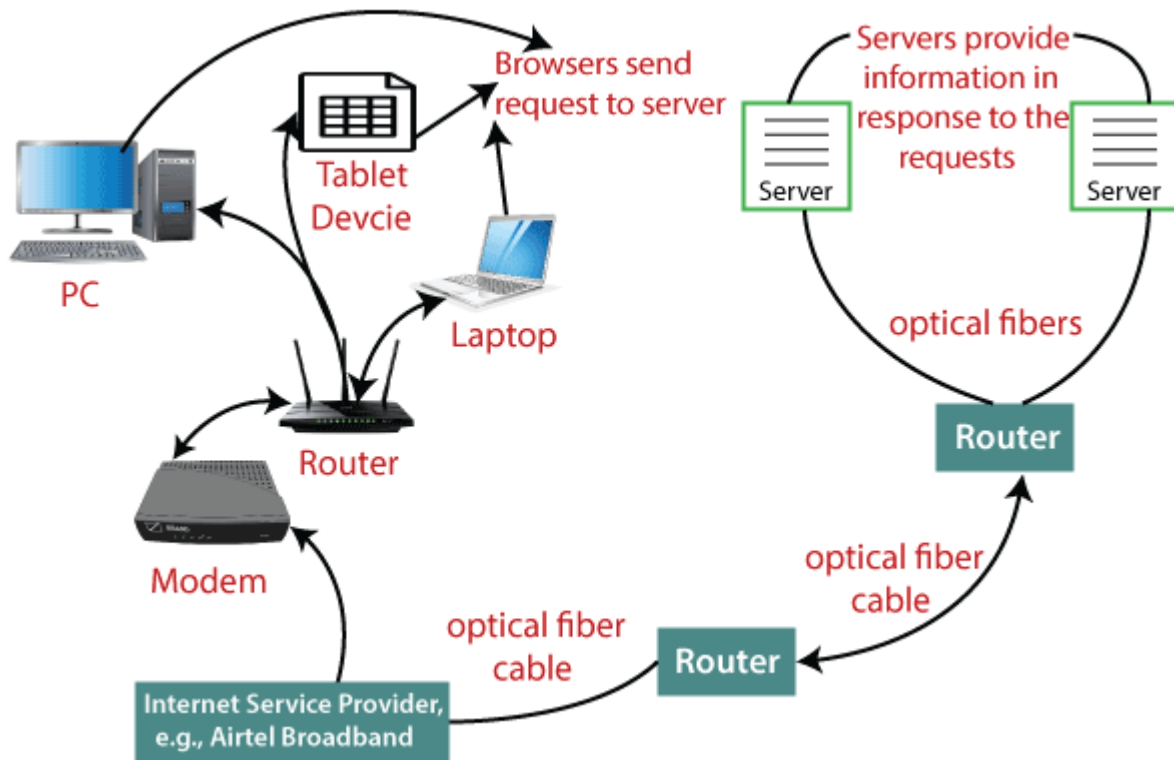 Browsers send
request to server
Servers provide
information in
response to the
requests
Server
Server
Tablet
Devcie
PC
Laptop
optical fibers
Router
Router
Modem
optical fiber
cable
optical fiber
cable
Router
Internet Service Provider,
e.g., Airtel Broadband